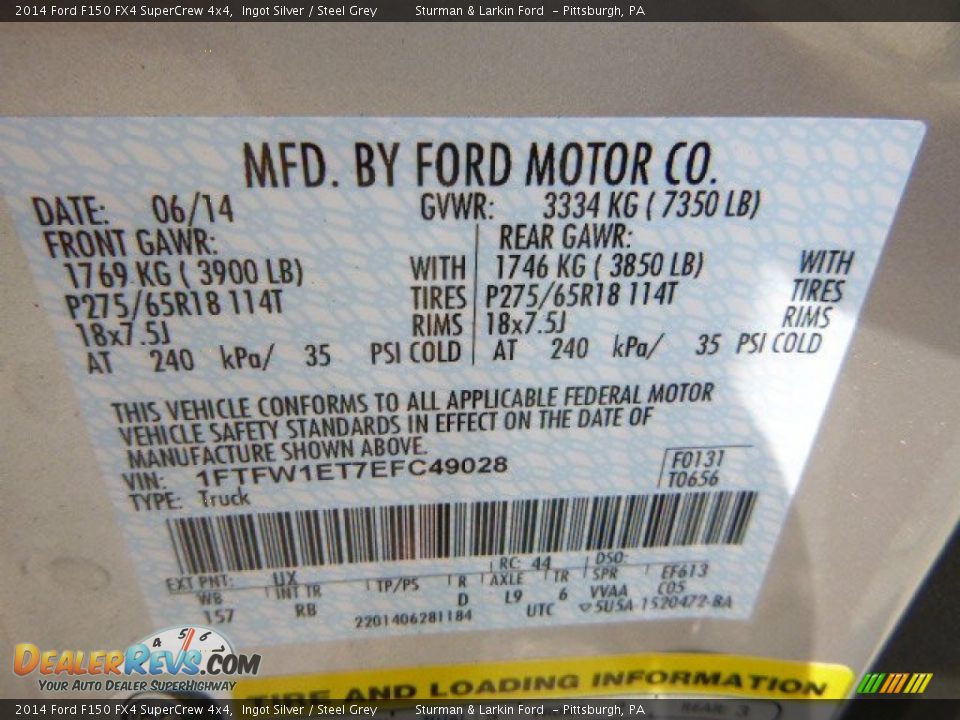 2014 Ford F150 FX4 SuperCrew 4x4, Ingot Silver / Steel Grey Sturman & Larkin Ford - Pittsburgh, PA
MFD. BY FORD MOTOR CO.
DATE: 06/14 GVWR: 3334 KG ( 7350 LB)
FRONT GAWR: REAR GAWR:
1769 KG ( 3900 LB) WITH 1746 KG ( 3850 LB) WITH
P275/65R18 114T TIRES P275/65R18 114T TIRES
18x7.5J RIMS 18x7.5J RIMS
AT 240 kPa/ 35 PSI COLD AT 240 kPa/ 35 PSI COLD
THIS VEHICLE CONFORMS TO ALL APPLICABLE FEDERAL MOTOR
VEHICLE SAFETY STANDARDS IN EFFECT ON THE DATE OF
MANUFACTURE SHOWN ABOVE.
VIN: 1FTFW1ET7EFC49028 F0131
TYPE: Truck T0656
EXT PNT: UX RC: 44 DSO:
WB INT TR TP/PS R AXLE TR SPR EF613
157 RB D L9 6 VVAA C05
2201406281184 UTC ▽5U5A-1520472-BA
4 5 6
DEALERREVS.COM
YOUR AUTO DEALER SUPERHIGHWAY
TIRE AND LOADING INFORMATION
REAR: 3
2014 Ford F150 FX4 SuperCrew 4x4, Ingot Silver / Steel Grey Sturman & Larkin Ford - Pittsburgh, PA